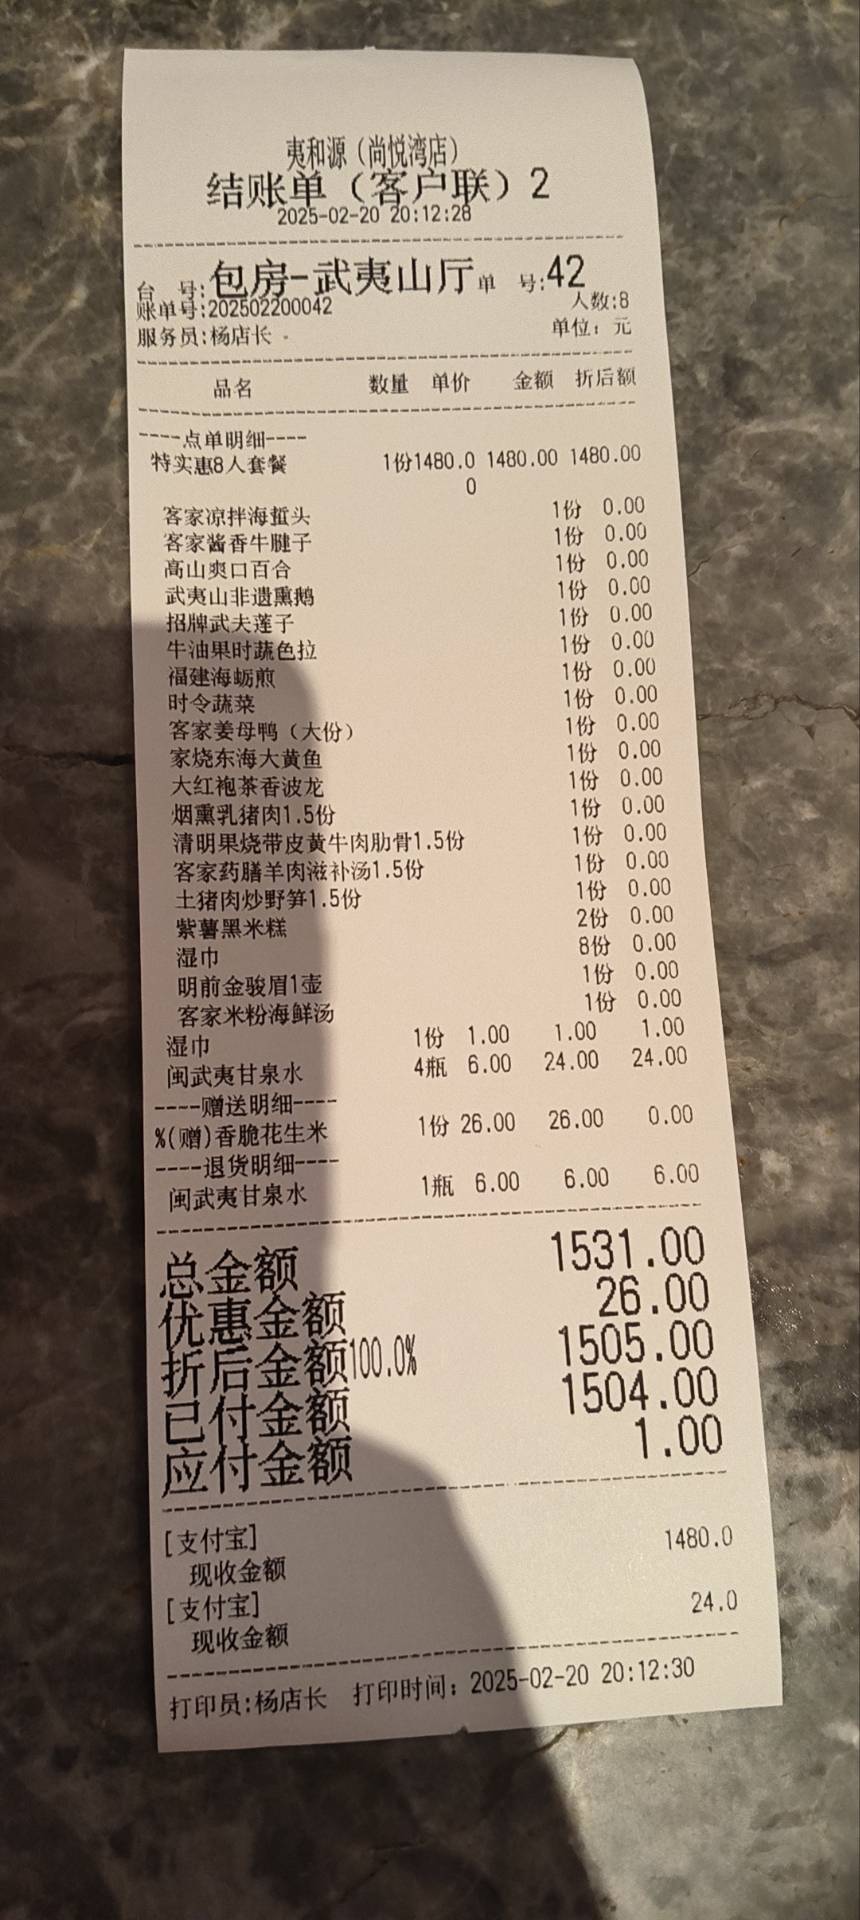 夷和源（尚悦湾店）
结账单（客户联）2
2025-02-20 20:12:28
台 号:包房-武夷山厅单 号:42
账单号:202502200042 人数:8
服务员:杨店长 单位：元
品名 数量 单价 金额 折后额
----点单明细----
特实惠8人套餐 1份1480.0 1480.00 1480.00
0
客家凉拌海蜇头 1份 0.00
客家酱香牛腱子 1份 0.00
高山爽口百合 1份 0.00
武夷山非遗熏鹅 1份 0.00
招牌武夫莲子 1份 0.00
牛油果时蔬色拉 1份 0.00
福建海蛎煎 1份 0.00
时令蔬菜 1份 0.00
客家姜母鸭（大份） 1份 0.00
家烧东海大黄鱼 1份 0.00
大红袍茶香波龙 1份 0.00
烟熏乳猪肉1.5份 1份 0.00
清明果烧带皮黄牛肉肋骨1.5份 1份 0.00
客家药膳羊肉滋补汤1.5份 1份 0.00
土猪肉炒野笋1.5份 1份 0.00
紫薯黑米糕 2份 0.00
湿巾 8份 0.00
明前金骏眉1壶 1份 0.00
客家米粉海鲜汤 1份 0.00
湿巾 1份 1.00 1.00 1.00
闽武夷甘泉水 4瓶 6.00 24.00 24.00
----赠送明细----
%(赠)香脆花生米 1份 26.00 26.00 0.00
----退货明细----
闽武夷甘泉水 1瓶 6.00 6.00 6.00
总金额 1531.00
优惠金额 26.00
折后金额100.0% 1505.00
已付金额 1504.00
应付金额 1.00
[支付宝]
现收金额 1480.0
[支付宝]
现收金额 24.0
打印员:杨店长 打印时间：2025-02-20 20:12:30